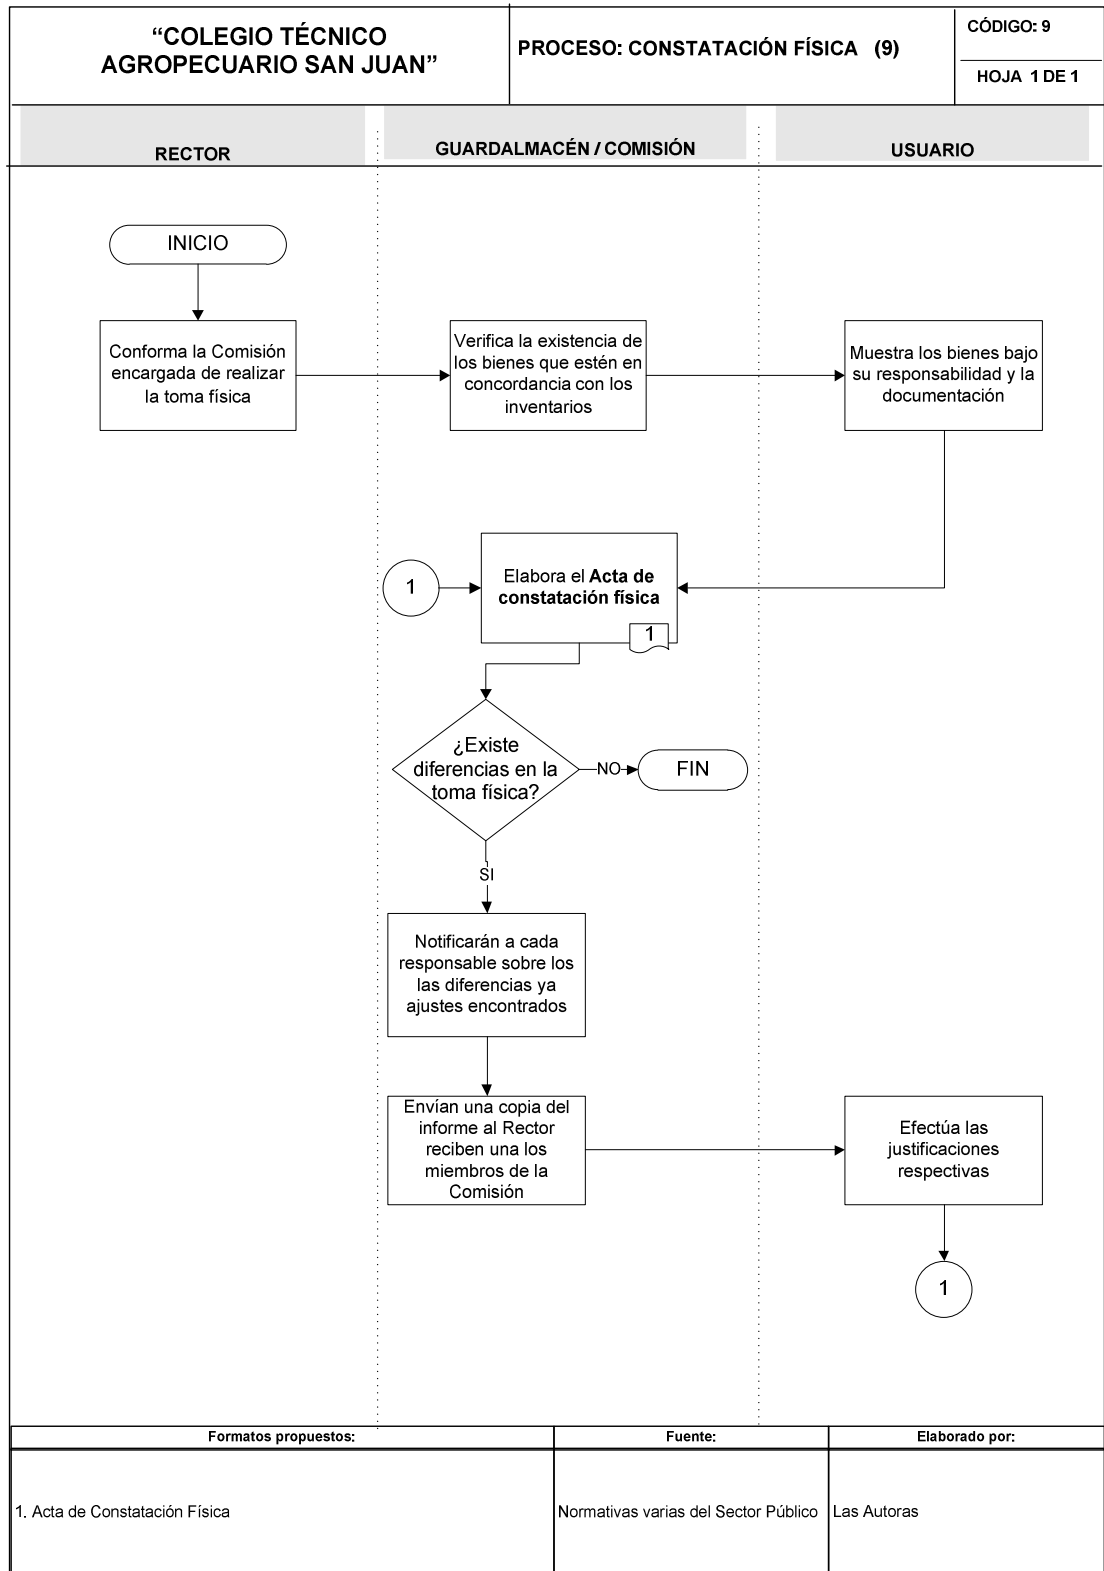 “COLEGIO TÉCNICO
AGROPECUARIO SAN JUAN”
PROCESO: CONSTATACIÓN FÍSICA (9)
CÓDIGO: 9
HOJA 1 DE 1
RECTOR
GUARDALMACÉN / COMISIÓN
USUARIO
INICIO
Conforma la Comisión
encargada de realizar
la toma física
Verifica la existencia de
los bienes que estén en
concordancia con los
inventarios
Muestra los bienes bajo
su responsabilidad y la
documentación
1
Elabora el Acta de
constatación física
1
¿Existe
diferencias en la
toma física?
NO
FIN
SI
Notificarán a cada
responsable sobre los
las diferencias ya
ajustes encontrados
Envían una copia del
informe al Rector
reciben una los
miembros de la
Comisión
Efectúa las
justificaciones
respectivas
1
Formatos propuestos:
Fuente:
Elaborado por:
1. Acta de Constatación Física
Normativas varias del Sector Público
Las Autoras